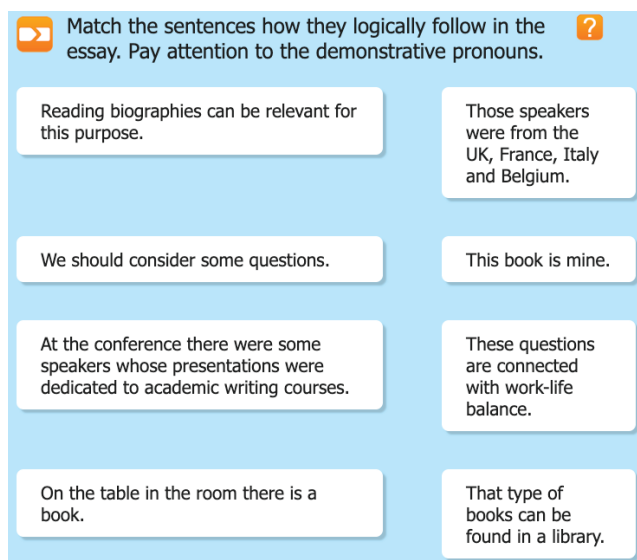 Match the sentences how they logically follow in the
essay. Pay attention to the demonstrative pronouns.
?
Reading biographies can be relevant for
this purpose.
Those speakers
were from the
UK, France, Italy
and Belgium.
We should consider some questions.
This book is mine.
At the conference there were some
speakers whose presentations were
dedicated to academic writing courses.
These questions
are connected
with work-life
balance.
On the table in the room there is a
book.
That type of
books can be
found in a library.